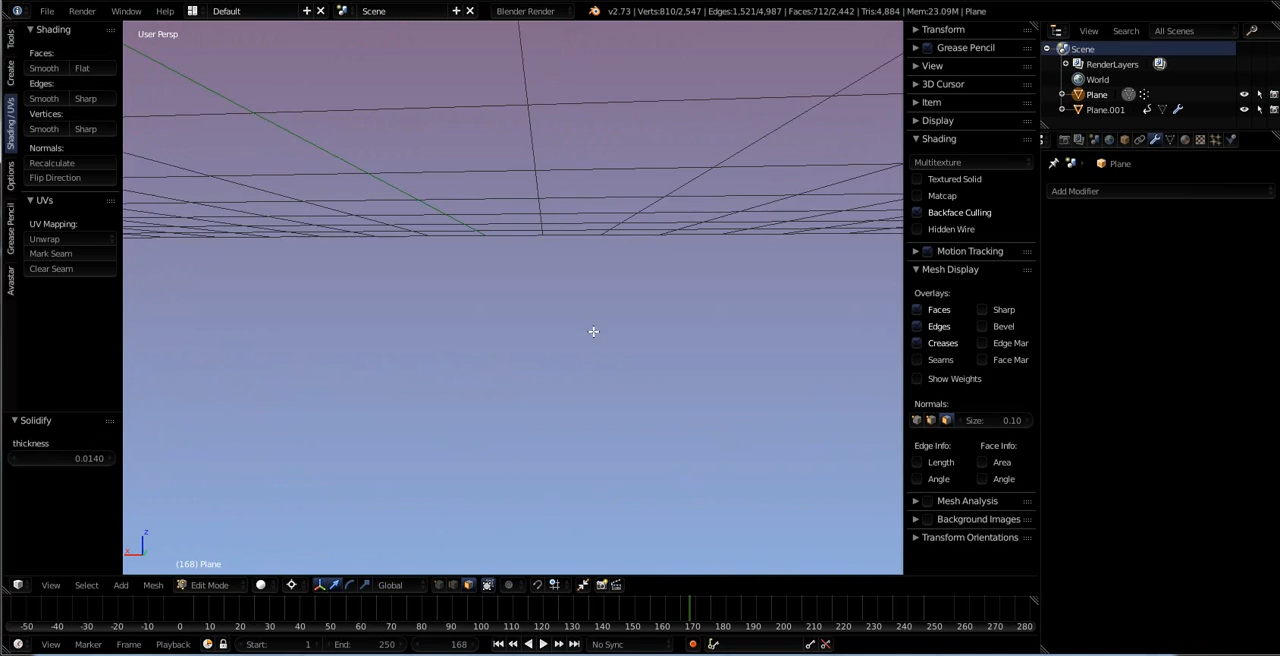 File Render Window Help Default Scene Blender Render v2.73 | Verts:810/2,547 | Edges:1,521/4,987 | Faces:712/2,442 | Tris:4,884 | Mem:23.09M | Plane
Tools
Create
Shading / UVs
Options
Grease Pencil
Avastar
Shading
Faces:
Smooth Flat
Edges:
Smooth Sharp
Vertices:
Smooth Sharp
Normals:
Recalculate
Flip Direction
UVs
UV Mapping:
Unwrap
Mark Seam
Clear Seam
Solidify
thickness
0.0140
User Persp
z
x
(168) Plane
Transform
Grease Pencil
View
3D Cursor
Item
Display
Shading
Multitexture
Textured Solid
Matcap
Backface Culling
Hidden Wire
Motion Tracking
Mesh Display
Overlays:
Faces Sharp
Edges Bevel
Creases Edge Mar
Seams Face Mar
Show Weights
Normals:
Size: 0.10
Edge Info: Face Info:
Length Area
Angle Angle
Mesh Analysis
Background Images
Transform Orientations
View Search All Scenes
Scene
RenderLayers
World
Plane
Plane.001
Plane
Add Modifier
View Select Add Mesh Edit Mode Global
-50 -40 -30 -20 -10 0 10 20 30 40 50 60 70 80 90 100 110 120 130 140 150 160 170 180 190 200 210 220 230 240 250 260 270 280
View Marker Frame Playback Start: 1 End: 250 168 No Sync